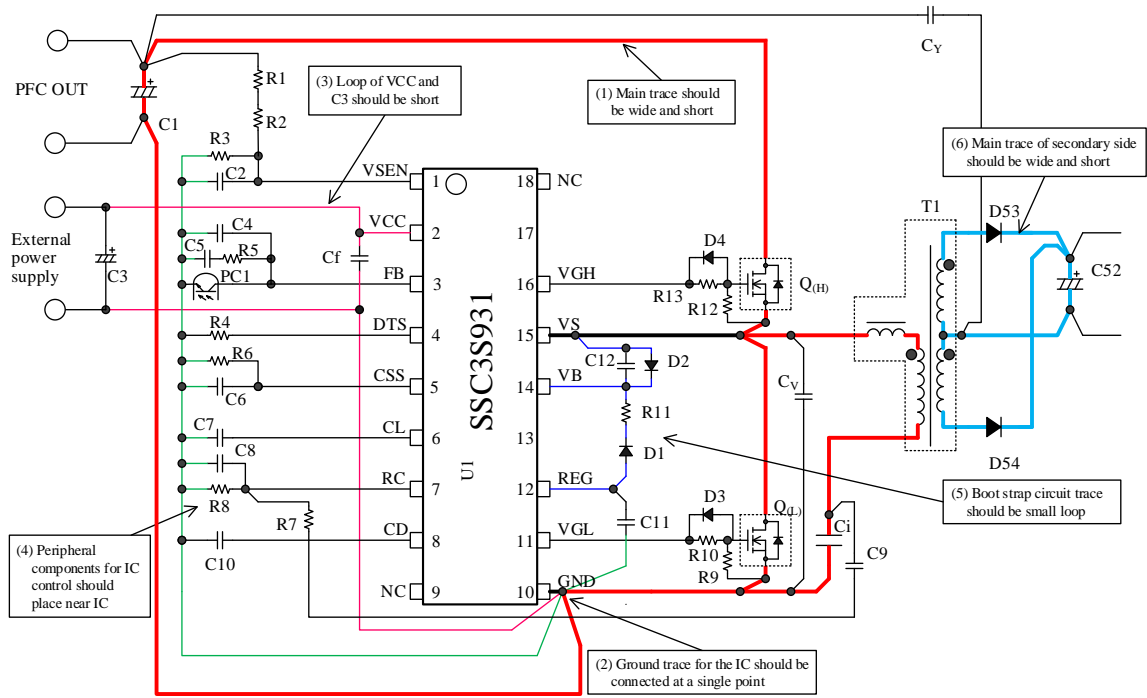 C_Y
PFC OUT
+
C1
R1
R2
R3
C2
(3) Loop of VCC and
C3 should be short
(1) Main trace should
be wide and short
(6) Main trace of secondary side
should be wide and short
External
power
supply
+
C3
C4
C5
R5
PC1
Cf
R4
R6
C6
C7
C8
R8
R7
C10
VSEN
VCC
FB
DTS
CSS
CL
RC
CD
NC
1
2
3
4
5
6
7
8
9
SSC3S931
U1
18
17
16
15
14
13
12
11
10
NC
VGH
VS
VB
REG
VGL
GND
D4
R13
R12
Q(H)
C12
D2
R11
D1
C11
C_V
D3
R10
R9
Q(L)
Ci
C9
T1
D53
D54
+
C52
(4) Peripheral
components for IC
control should
place near IC
(5) Boot strap circuit trace
should be small loop
(2) Ground trace for the IC should be
connected at a single point